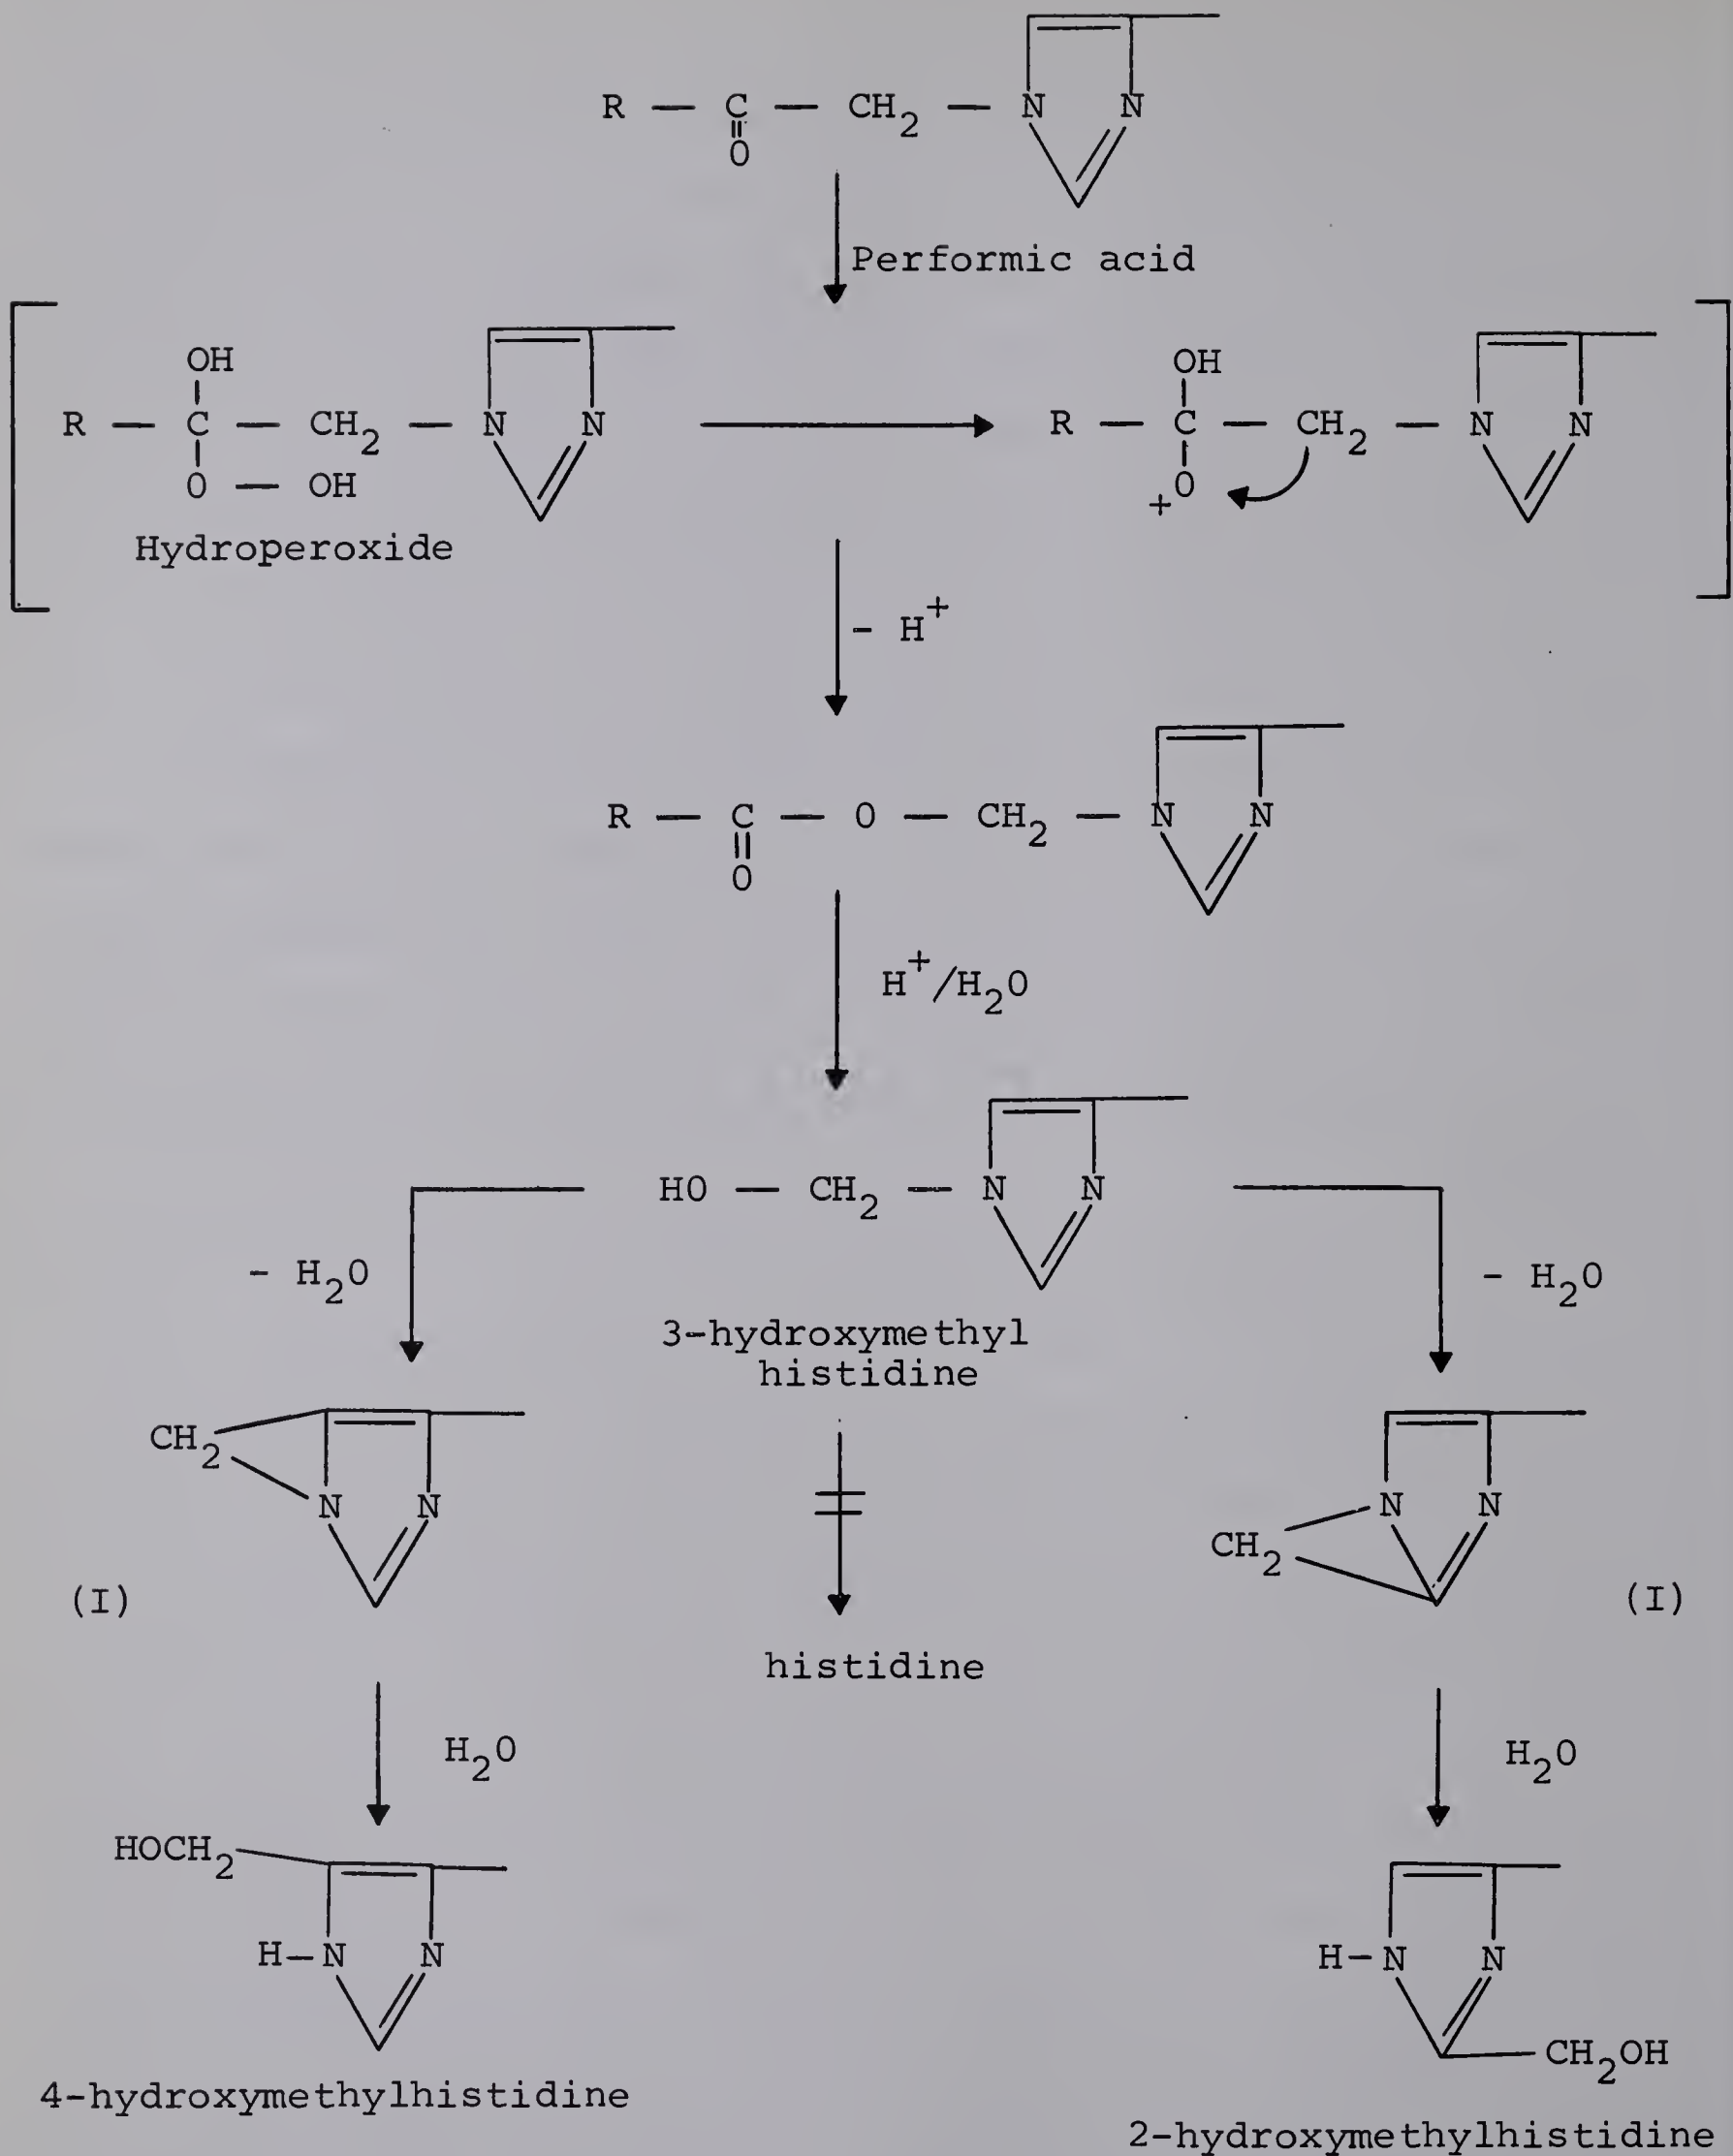 R — C — CH2 — N N
O
Performic acid
OH OH
R — C — CH2 — N N R — C — CH2 — N N
O — OH + O
Hydroperoxide
- H+
R — C — O — CH2 — N N
O
H+/H2O
HO — CH2 — N N
- H2O - H2O
3-hydroxymethyl
histidine
CH2 N N CH2 N N
(I) (I)
histidine
H2O H2O
HOCH2
H-N N H-N N
CH2OH
4-hydroxymethylhistidine
2-hydroxymethylhistidine